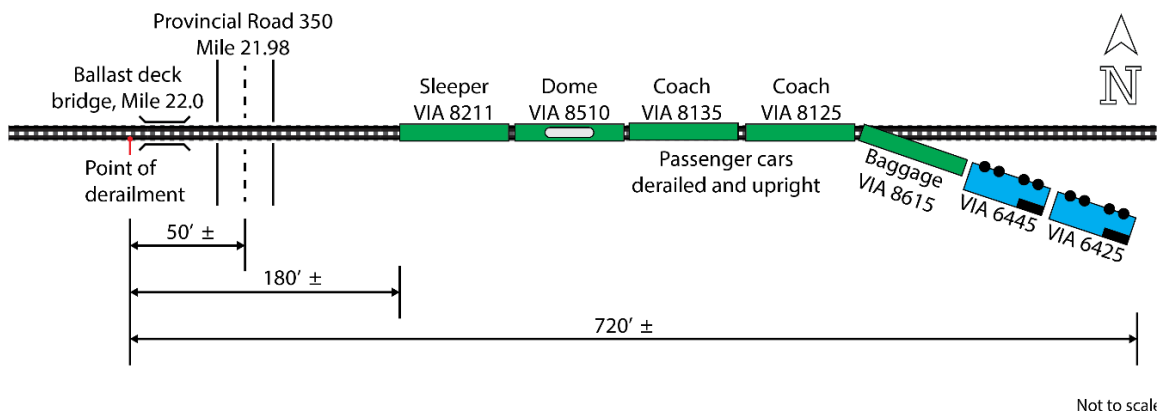 Provincial Road 350
Mile 21.98
Ballast deck
bridge, Mile 22.0
Sleeper
VIA 8211
Dome
VIA 8510
Coach
VIA 8135
Coach
VIA 8125
N
Point of
derailment
Passenger cars
derailed and upright
Baggage
VIA 8615
VIA 6445
VIA 6425
50’ ±
180’ ±
720’ ±
Not to scale